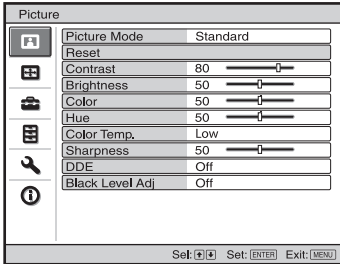 Picture
Picture Mode Standard
Reset
Contrast 80
Brightness 50
Color 50
Hue 50
Color Temp. Low
Sharpness 50
DDE Off
Black Level Adj Off
Sel: Set: ENTER Exit: MENU